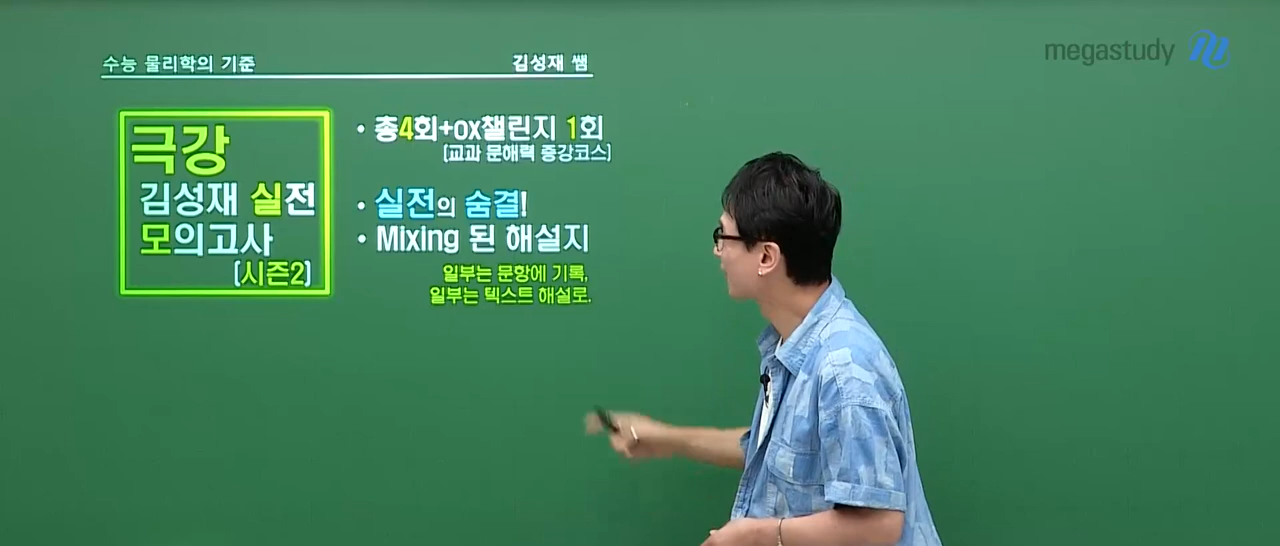 수능 물리학의 기준
김성재 쌤
megastudy
극강
김성재 실전
모의고사
[시즌2]
• 총4회+ox챌린지 1회
[교과 문해력 증강코스]
• 실전의 숨결!
• Mixing 된 해설지
일부는 문항에 기록,
일부는 텍스트 해설로.